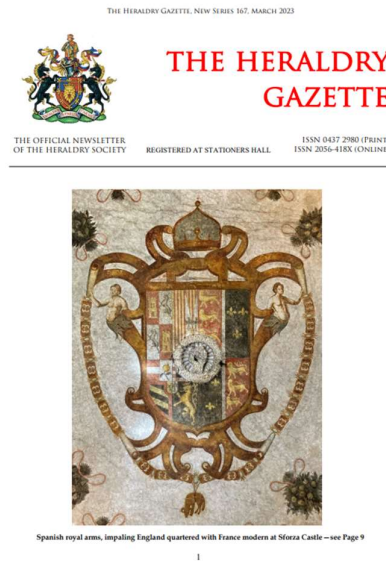 THE HERALDRY GAZETTE, NEW SERIES 167, MARCH 2023
THE HERALDRY
GAZETTE
THE OFFICIAL NEWSLETTER
OF THE HERALDRY SOCIETY
REGISTERED AT STATIONERS HALL
ISSN 0437 2980 (PRINT
ISSN 2056-418X (ONLINE
Spanish royal arms, impaling England quartered with France modern at Sforza Castle – see Page 9
1